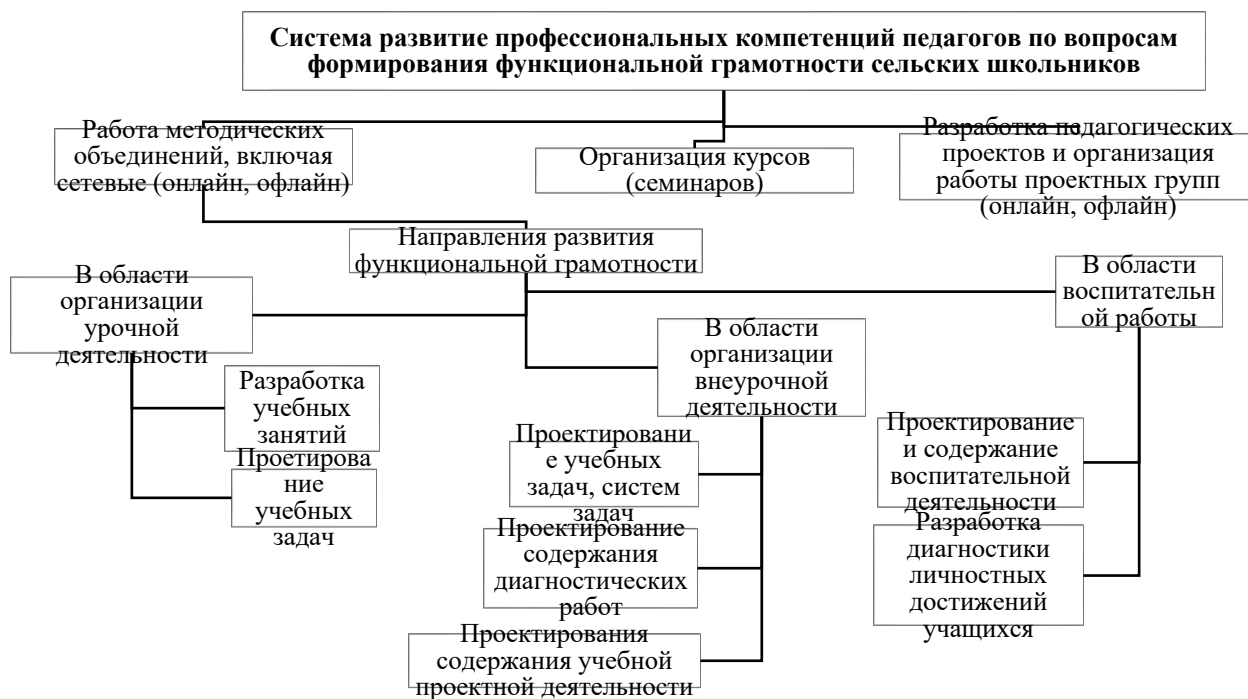 Система развитие профессиональных компетенций педагогов по вопросам
формирования функциональной грамотности сельских школьников
Работа методических
объединений, включая
сетевые (онлайн, офлайн)
Организация курсов
(семинаров)
Разработка педагогических
проектов и организация
работы проектных групп
(онлайн, офлайн)
Направления развития
функциональной грамотности
В области
организации
урочной
деятельности
В области
организации
внеурочной
деятельности
В области
воспитательн
ой работы
Разработка
учебных
занятий
Проетирова
ние
учебных
задач
Проектировани
е учебных
задач, систем
задач
Проектирование
содержания
диагностических
работ
Проектирования
содержания учебной
проектной деятельности
Проектирование
и содержание
воспитательной
деятельности
Разработка
диагностики
личностных
достижений
учащихся